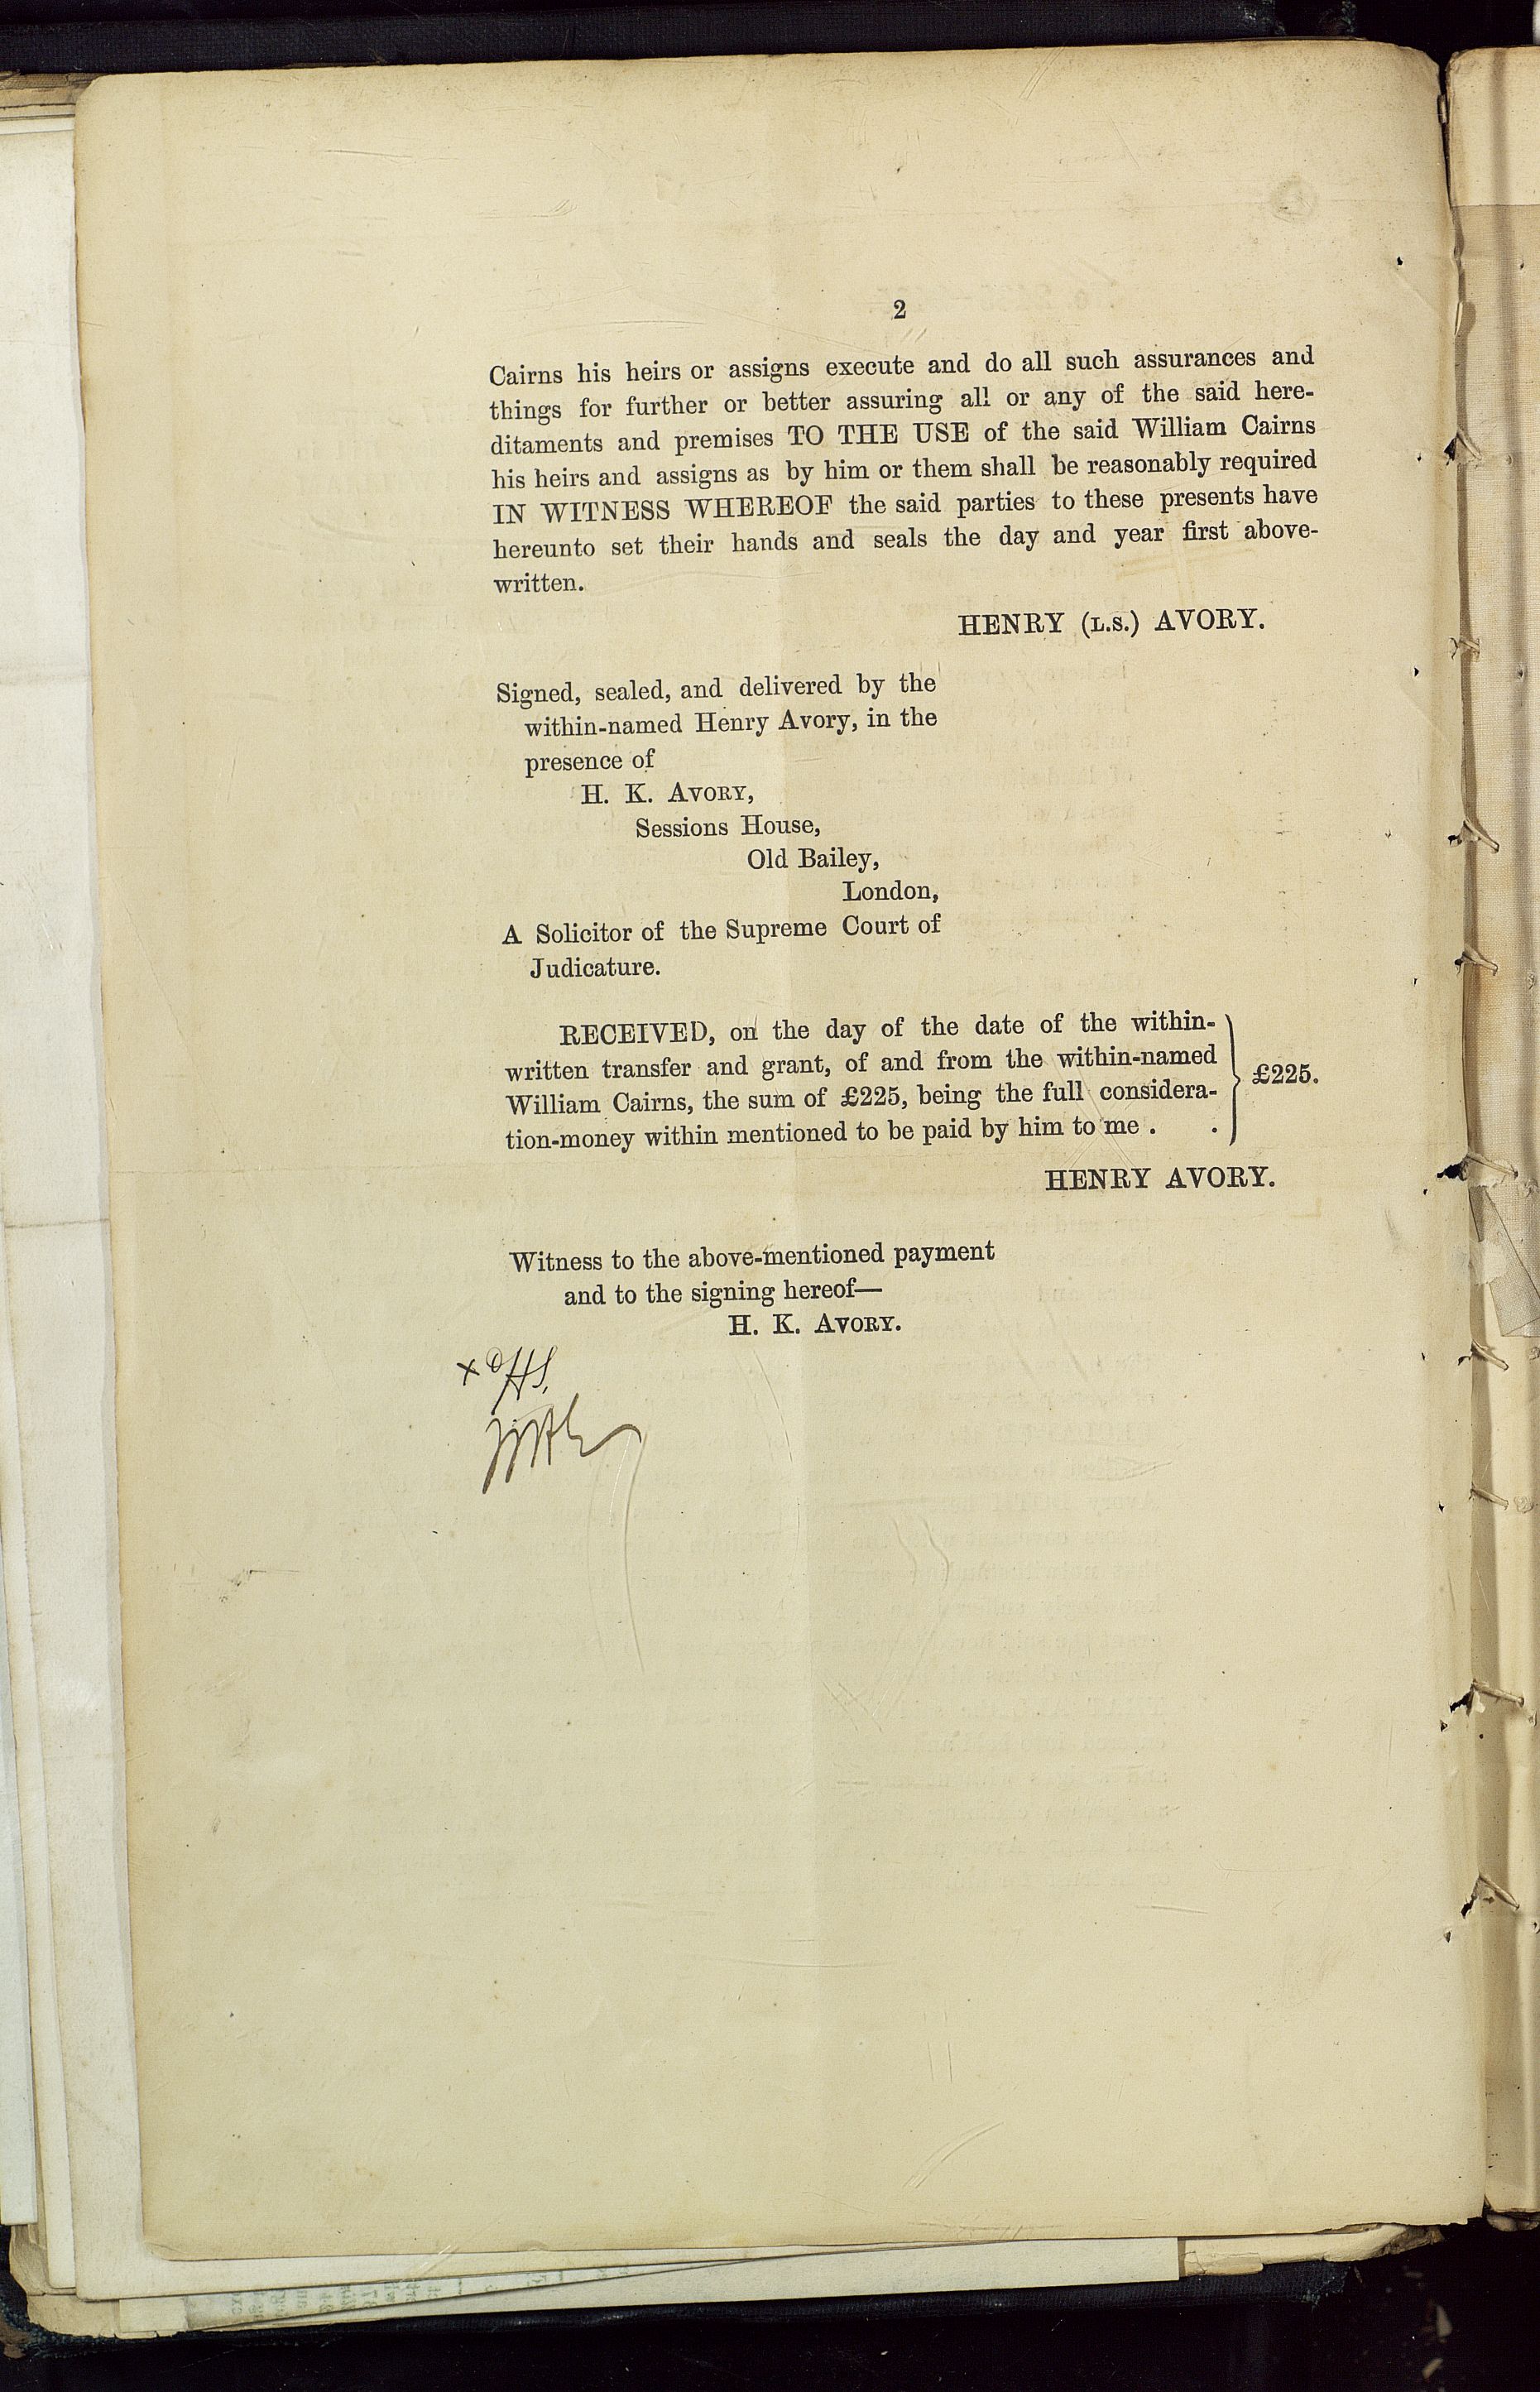 2
Cairns his heirs or assigns execute and do all such assurances and
things for further or better assuring all or any of the said here-
ditaments and premises TO THE USE of the said William Cairns
his heirs and assigns as by him or them shall be reasonably required
IN WITNESS WHEREOF the said parties to these presents have
hereunto set their hands and seals the day and year first above-
written.
HENRY (L.S.) AVORY.
Signed, sealed, and delivered by the
within-named Henry Avory, in the
presence of
H. K. AVORY,
Sessions House,
Old Bailey,
London,
A Solicitor of the Supreme Court of
Judicature.
RECEIVED, on the day of the date of the within-
written transfer and grant, of and from the within-named
William Cairns, the sum of £225, being the full considera-
tion-money within mentioned to be paid by him to me . .
£225.
HENRY AVORY.
Witness to the above-mentioned payment
and to the signing hereof—
H. K. AVORY.